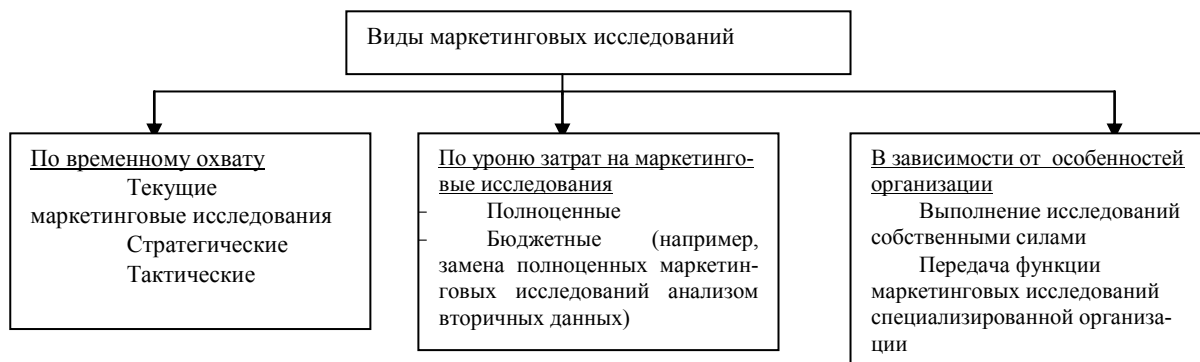 Виды маркетинговых исследований
По временному охвату
Текущие
маркетинговые исследования
Стратегические
Тактические
По уроню затрат на маркетинго-
вые исследования
- Полноценные
- Бюджетные (например,
замена полноценных маркетин-
говых исследований анализом
вторичных данных)
В зависимости от особенностей
организации
Выполнение исследований
собственными силами
Передача функции
маркетинговых исследований
специализированной организа-
ции